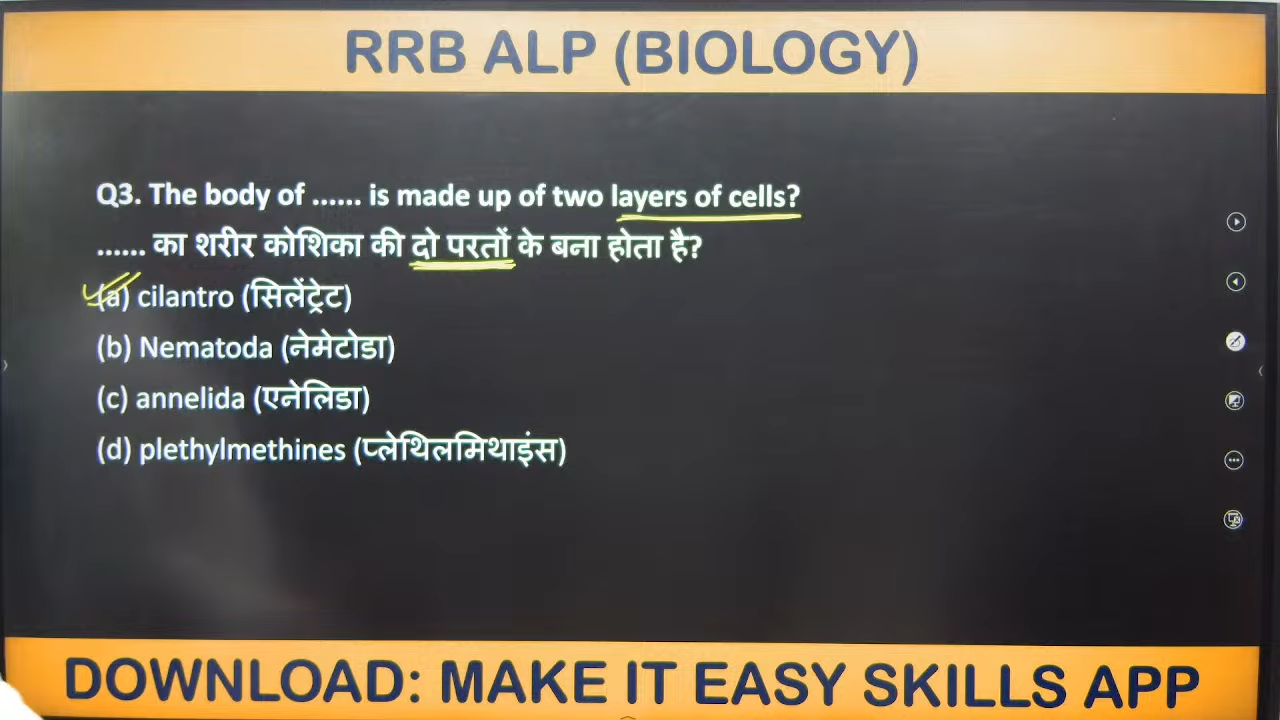 RRB ALP (BIOLOGY)
Q3. The body of ...... is made up of two layers of cells?
...... का शरीर कोशिका की दो परतों के बना होता है?
(a) cilantro (सिलेंट्रेट)
(b) Nematoda (नेमेटोडा)
(c) annelida (एनेलिडा)
(d) plethylmethines (प्लेथिलमिथाइंस)
DOWNLOAD: MAKE IT EASY SKILLS APP